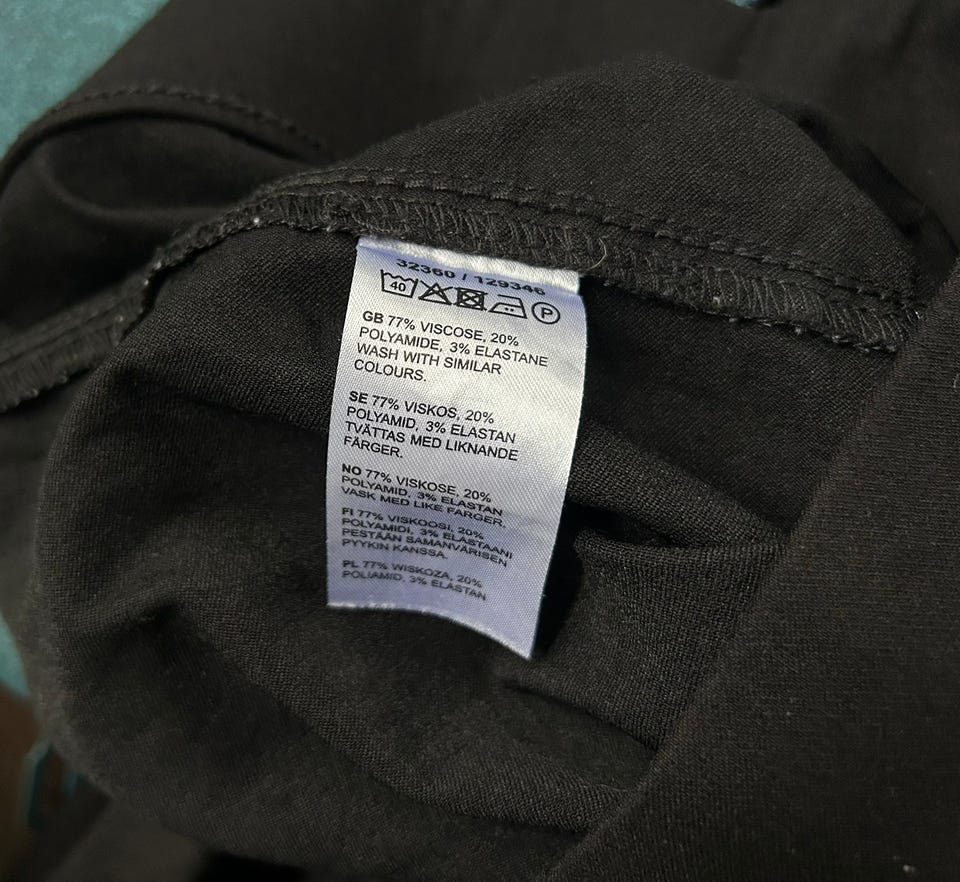 32360 / 129346
40 P
GB 77% VISCOSE, 20%
POLYAMIDE, 3% ELASTANE
WASH WITH SIMILAR
COLOURS.
SE 77% VISKOS, 20%
POLYAMID, 3% ELASTAN
TVÄTTAS MED LIKNANDE
FÄRGER.
NO 77% VISKOSE, 20%
POLYAMID, 3% ELASTAN
VASK MED LIKE FARGER.
FI 77% VISKOOSI, 20%
POLYAMIDI, 3% ELASTAANI
PESTÄÄN SAMANVÄRISEN
PYYKIN KANSSA.
PL 77% WISKOZA, 20%
POLIAMID, 3% ELASTAN